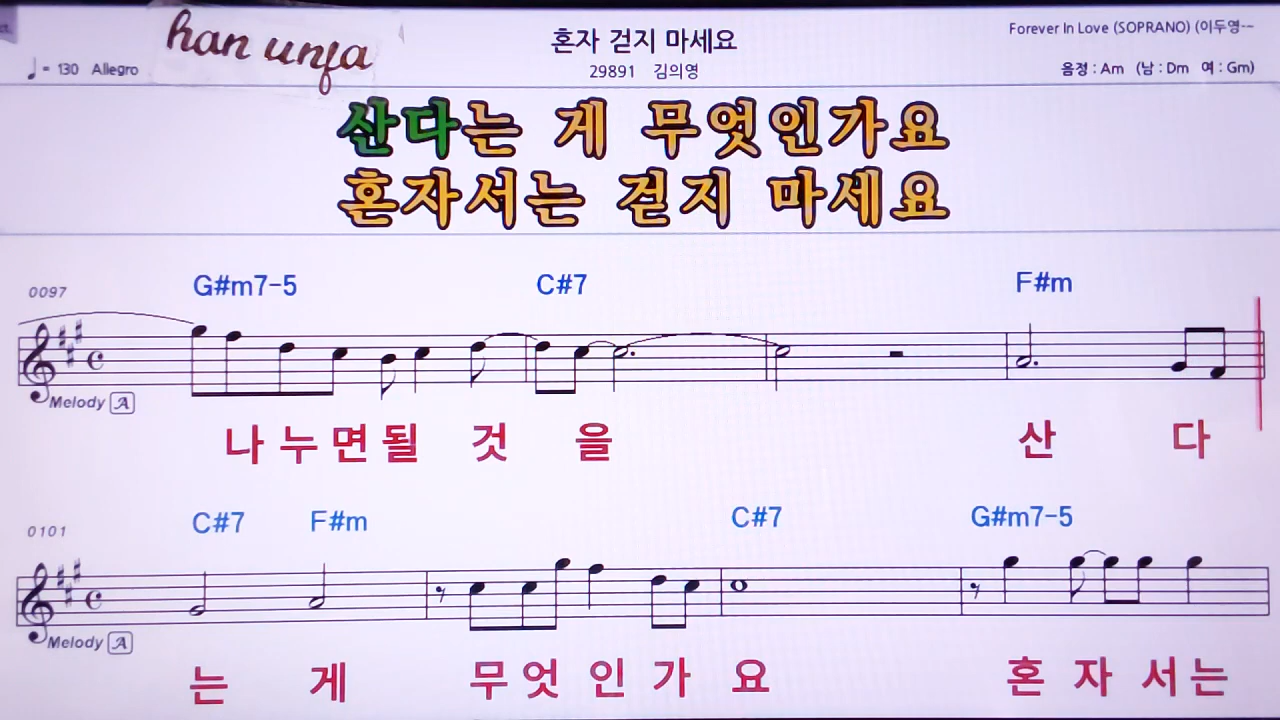 han unfa
혼자 걷지 마세요
Forever In Love (SOPRANO) (이두영--
♩= 130 Allegro
29891 김의영
음정 : Am (남 : Dm 여 : Gm)
산다는 게 무엇인가요
혼자서는 걷지 마세요
0097
G#m7-5 C#7 F#m
Melody A
나 누 면 될 것 을 산 다
0101
C#7 F#m C#7 G#m7-5
Melody A
는 게 무 엇 인 가 요 혼 자 서 는